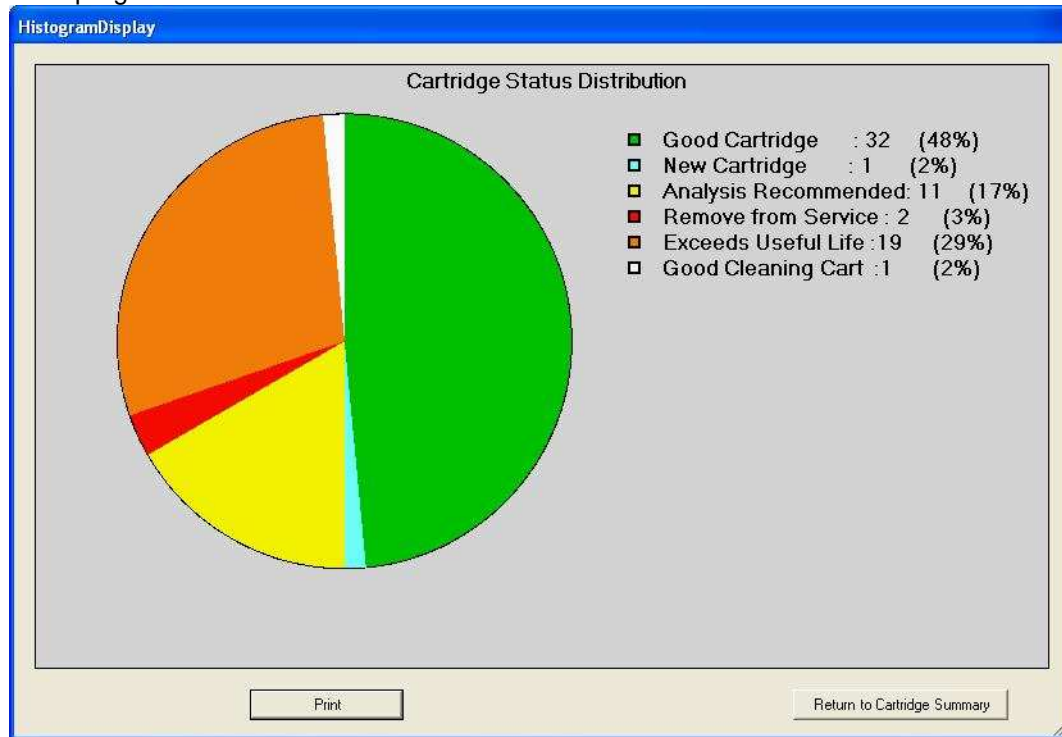 HistogramDisplay
Cartridge Status Distribution
Good Cartridge : 32 (48%)
New Cartridge : 1 (2%)
Analysis Recommended: 11 (17%)
Remove from Service : 2 (3%)
Exceeds Useful Life :19 (29%)
Good Cleaning Cart :1 (2%)
Print
Return to Cartridge Summary